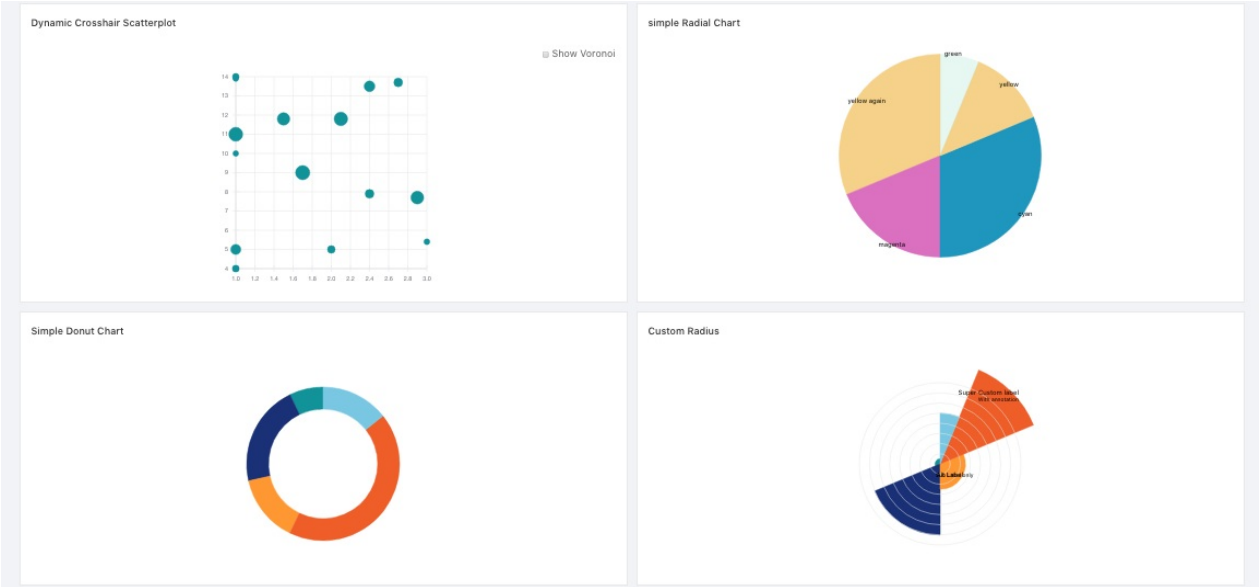 Dynamic Crosshair Scatterplot
Show Voronoi
14
13
12
11
10
9
8
7
6
5
4
1.0 1.2 1.4 1.6 1.8 2.0 2.2 2.4 2.6 2.8 3.0
simple Radial Chart
green
yellow
yellow again
cyan
magenta
Simple Donut Chart
Custom Radius
Super Custom label
With annotation